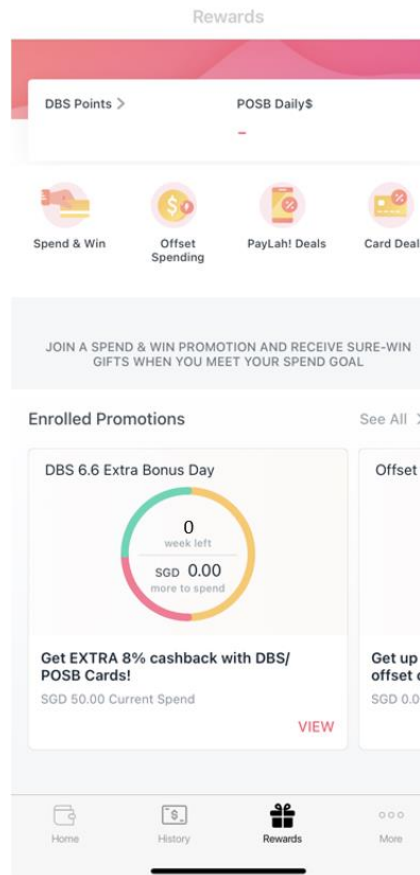 Rewards
DBS Points >
POSB Daily$
-
Spend & Win
Offset
Spending
PayLah! Deals
Card Deal
JOIN A SPEND & WIN PROMOTION AND RECEIVE SURE-WIN
GIFTS WHEN YOU MEET YOUR SPEND GOAL
Enrolled Promotions
See All >
DBS 6.6 Extra Bonus Day
0
week left
SGD 0.00
more to spend
Get EXTRA 8% cashback with DBS/
POSB Cards!
SGD 50.00 Current Spend
VIEW
Offset
Get up
offset
SGD 0.0
Home
History
Rewards
More